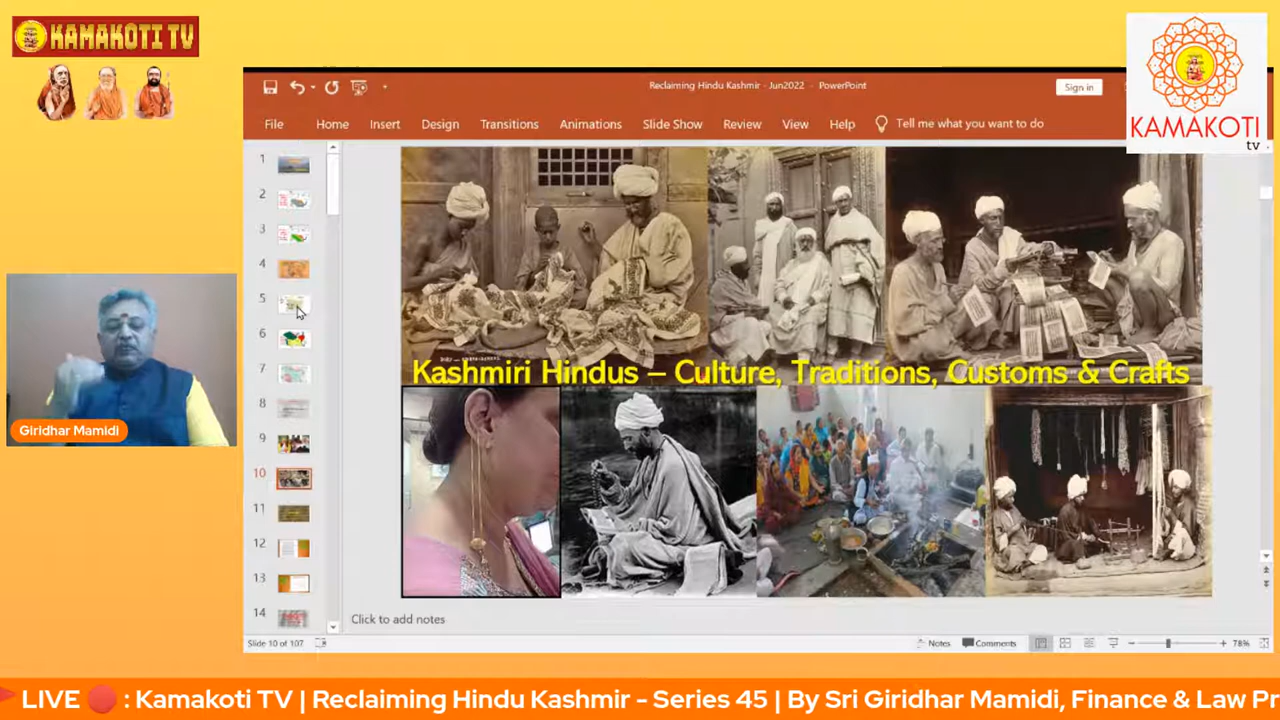 KAMAKOTI TV
KAMAKOTI
tv
Reclaiming Hindu Kashmir - Jun2022 - PowerPoint
Sign in
File Home Insert Design Transitions Animations Slide Show Review View Help Tell me what you want to do
1
2
3
4
5
6
7
8
9
10
11
12
13
14
Kashmiri Hindus – Culture, Traditions, Customs & Crafts
Giridhar Mamidi
Click to add notes
Slide 10 of 107
Notes
Comments
78%
LIVE : Kamakoti TV | Reclaiming Hindu Kashmir - Series 45 | By Sri Giridhar Mamidi, Finance & Law Pr